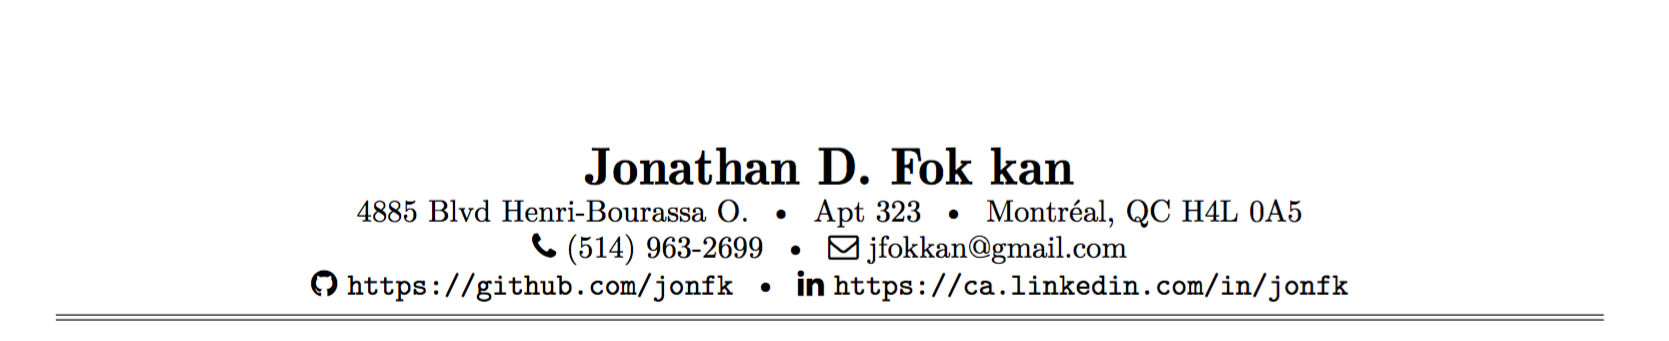 Jonathan D. Fok kan
4885 Blvd Henri-Bourassa O. • Apt 323 • Montréal, QC H4L 0A5
(514) 963-2699 • jfokkan@gmail.com
https://github.com/jonfk • in https://ca.linkedin.com/in/jonfk